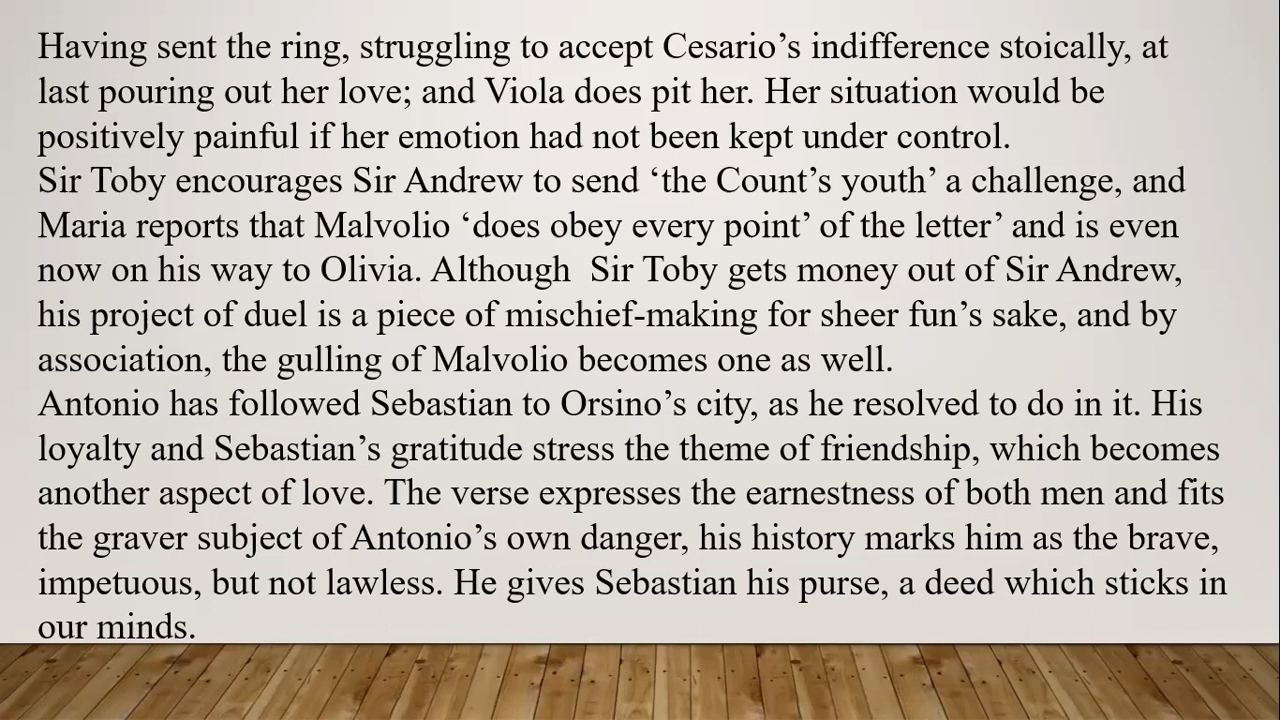 Having sent the ring, struggling to accept Cesario’s indifference stoically, at
last pouring out her love; and Viola does pit her. Her situation would be
positively painful if her emotion had not been kept under control.
Sir Toby encourages Sir Andrew to send ‘the Count’s youth’ a challenge, and
Maria reports that Malvolio ‘does obey every point’ of the letter’ and is even
now on his way to Olivia. Although  Sir Toby gets money out of Sir Andrew,
his project of duel is a piece of mischief-making for sheer fun’s sake, and by
association, the gulling of Malvolio becomes one as well.
Antonio has followed Sebastian to Orsino’s city, as he resolved to do in it. His
loyalty and Sebastian’s gratitude stress the theme of friendship, which becomes
another aspect of love. The verse expresses the earnestness of both men and fits
the graver subject of Antonio’s own danger, his history marks him as the brave,
impetuous, but not lawless. He gives Sebastian his purse, a deed which sticks in
our minds.